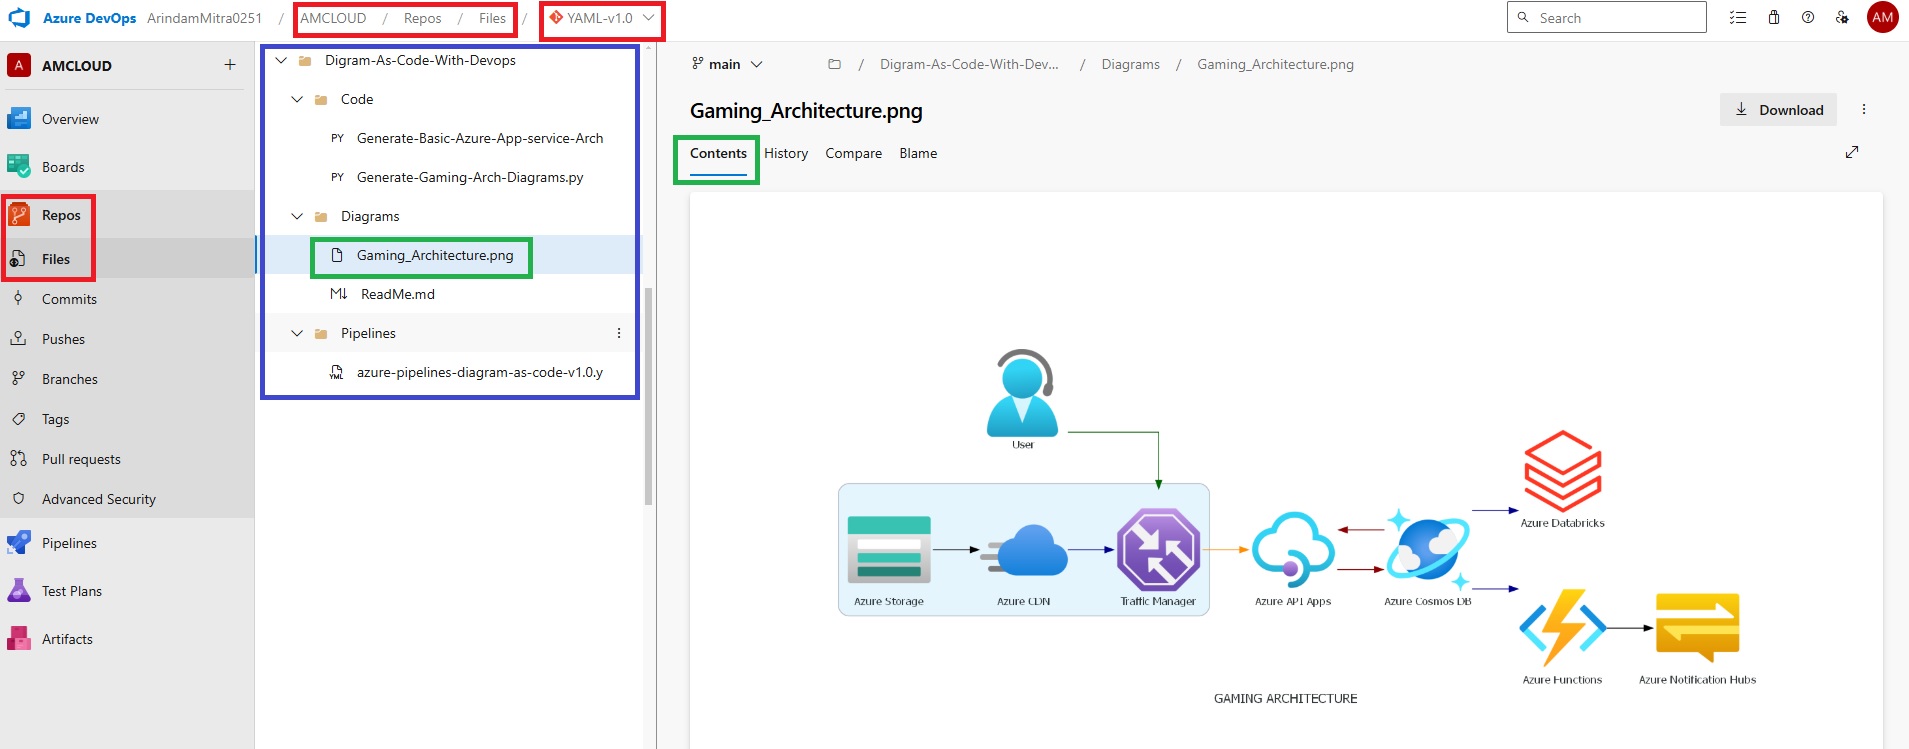 Azure DevOps ArindamMitra0251 / AMCLOUD / Repos / Files / YAML-v1.0
Search
AM
A AMCLOUD
Overview
Boards
Repos
Files
Commits
Pushes
Branches
Tags
Pull requests
Advanced Security
Pipelines
Test Plans
Artifacts
Digram-As-Code-With-Devops
Code
PY Generate-Basic-Azure-App-service-Arch
PY Generate-Gaming-Arch-Diagrams.py
Diagrams
Gaming_Architecture.png
ReadMe.md
Pipelines
YML azure-pipelines-diagram-as-code-v1.0.y
main / Digram-As-Code-With-Dev... / Diagrams / Gaming_Architecture.png
Gaming_Architecture.png
Download
Contents History Compare Blame
User
Azure Databricks
Azure Storage Azure CDN Traffic Manager Azure API Apps Azure Cosmos DB
Azure Functions Azure Notification Hubs
GAMING ARCHITECTURE